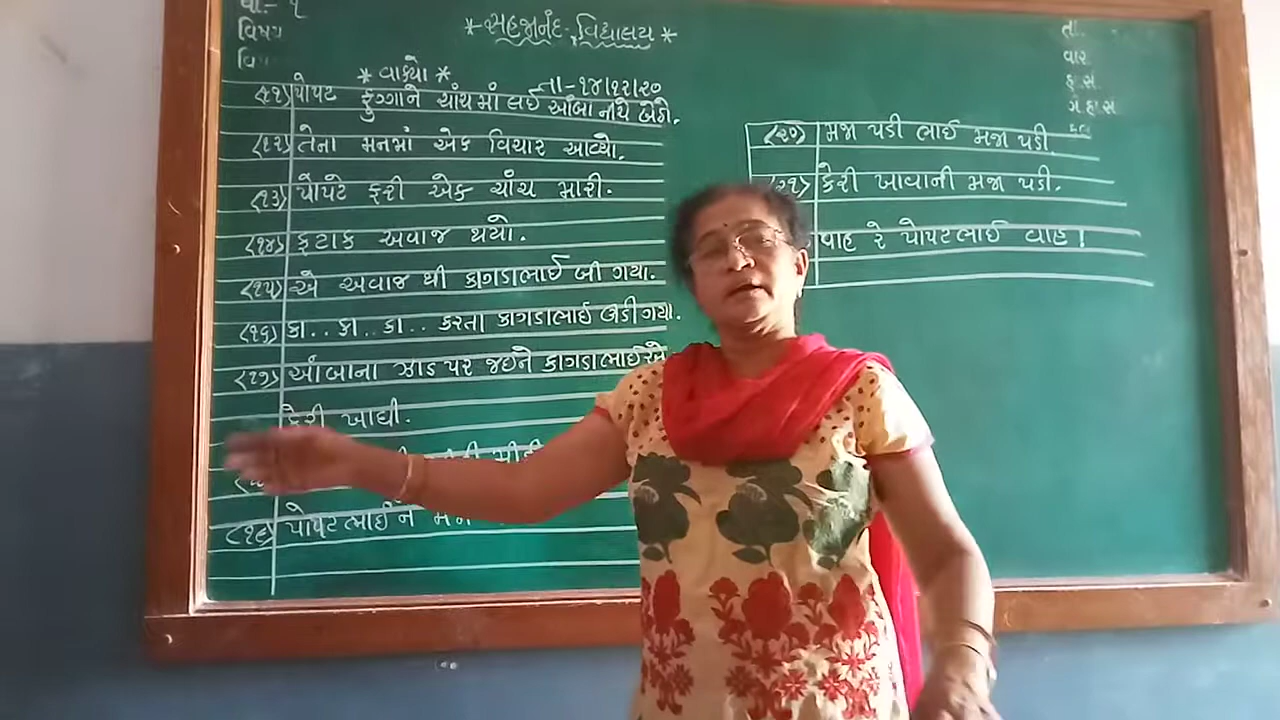 ધો.- ૧
વિષય
* સહજાનંદ વિદ્યાલય *
* વાક્યો *
તા-૧૪।૧૨।૨૦
(૧૧) પોપટ ફુગ્ગાને ચાંચમાં લઈ આંબા નીચે બેઠો.
(૧૨) તેના મનમાં એક વિચાર આવ્યો.
(૧૩) પોપટે ફરી એક ચાંચ મારી.
(૧૪) ફટાક અવાજ થયો.
(૧૫) એ અવાજ થી કાગડાભાઈ બી ગયા.
(૧૬) કા.. કા.. કા.. કરતા કાગડાભાઈ ઉડી ગયા.
(૧૭) આંબાના ઝાડ પર જઈને કાગડાભાઈએ
કેરી ખાધી.
(૧૯) પોપટભાઈને
તા.
વાર
ક્ર.સં.
ગે.હા.સં
(૨૦) મજા પડી ભાઈ મજા પડી.
(૨૧) કેરી ખાવાની મજા પડી.
વાહ રે પોપટભાઈ વાહ!